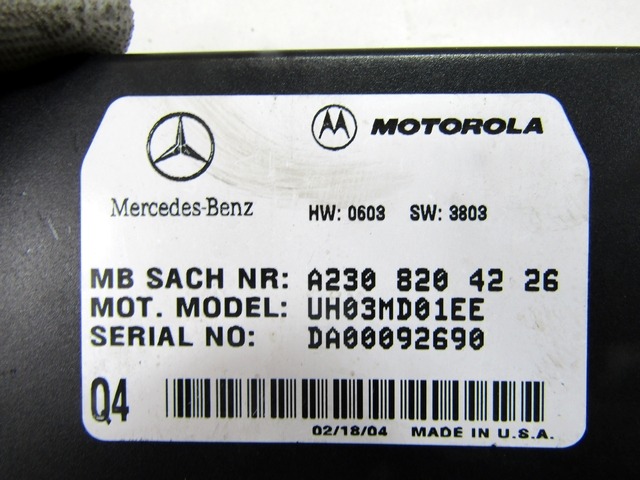 MOTOROLA
Mercedes-Benz
HW: 0603 SW: 3803
MB SACH NR: A230 820 42 26
MOT. MODEL: UH03MD01EE
SERIAL NO: DA00092690
Q4
02/18/04 MADE IN U.S.A.